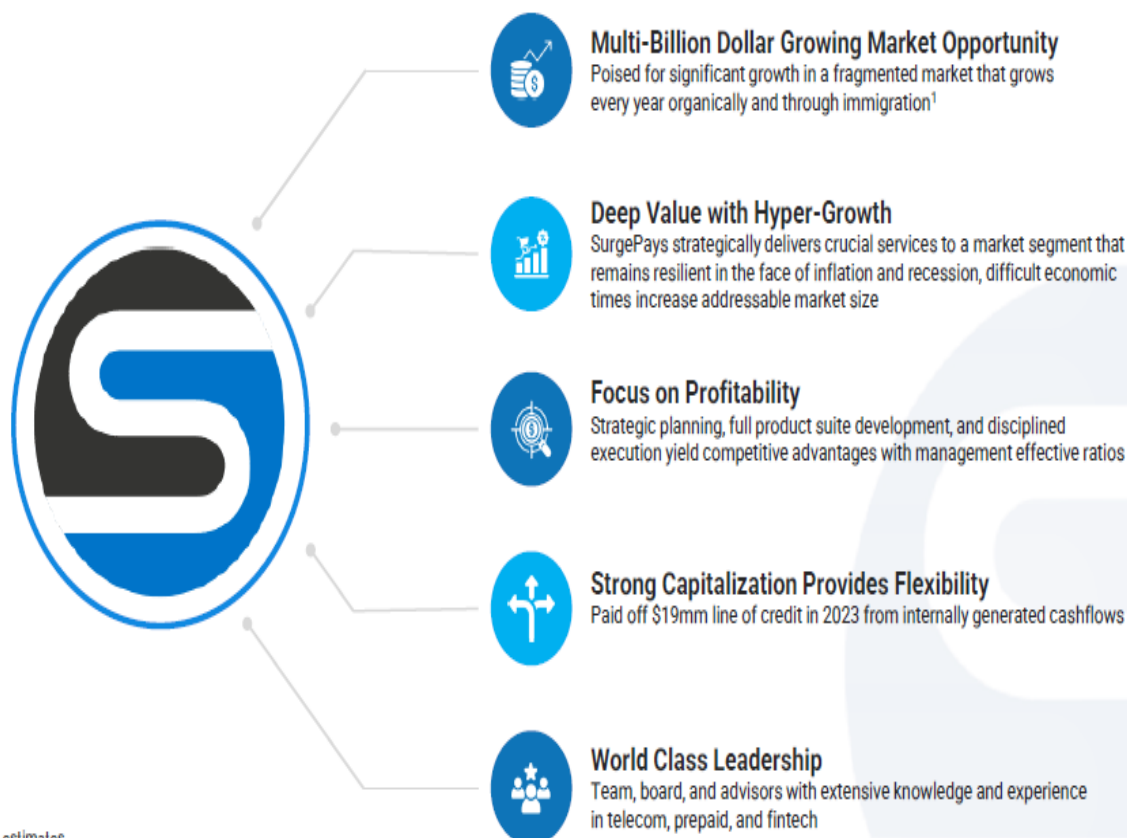 Multi-Billion Dollar Growing Market Opportunity
Poised for significant growth in a fragmented market that grows
every year organically and through immigration¹
Deep Value with Hyper-Growth
SurgePays strategically delivers crucial services to a market segment that
remains resilient in the face of inflation and recession, difficult economic
times increase addressable market size
Focus on Profitability
Strategic planning, full product suite development, and disciplined
execution yield competitive advantages with management effective ratios
Strong Capitalization Provides Flexibility
Paid off $19mm line of credit in 2023 from internally generated cashflows
World Class Leadership
Team, board, and advisors with extensive knowledge and experience
in telecom, prepaid, and fintech
estimates